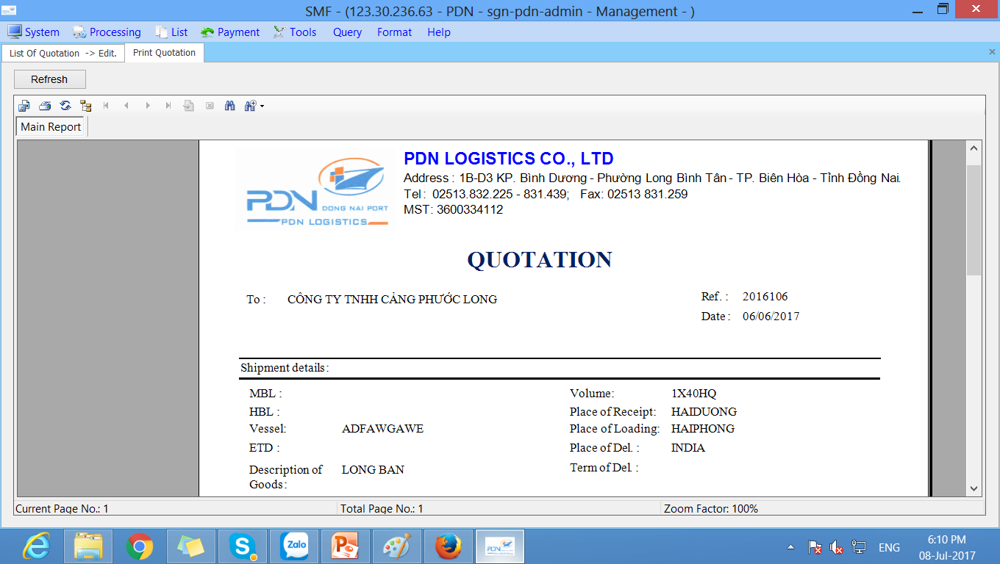 SMF - (123.30.236.63 - PDN - sgn-pdn-admin - Management - )
System Processing List Payment Tools Query Format Help
List Of Quotation -> Edit. Print Quotation
Refresh
Main Report
PDN LOGISTICS CO., LTD
Address : 1B-D3 KP. Bình Dương - Phường Long Bình Tân - TP. Biên Hòa - Tỉnh Đồng Nai.
Tel : 02513.832.225 - 831.439; Fax: 02513 831.259
MST: 3600334112
PDN DONG NAI PORT
PDN LOGISTICS
QUOTATION
To : CÔNG TY TNHH CẢNG PHƯỚC LONG
Ref. : 2016106
Date : 06/06/2017
Shipment details:
MBL : Volume: 1X40HQ
HBL : Place of Receipt: HAIDUONG
Vessel: ADFAWGAWE Place of Loading: HAIPHONG
ETD : Place of Del. : INDIA
Description of Goods: LONG BAN Term of Del :
Current Page No.: 1 Total Page No.: 1 Zoom Factor: 100%
Zalo
PDN
ENG
6:10 PM
08-Jul-2017